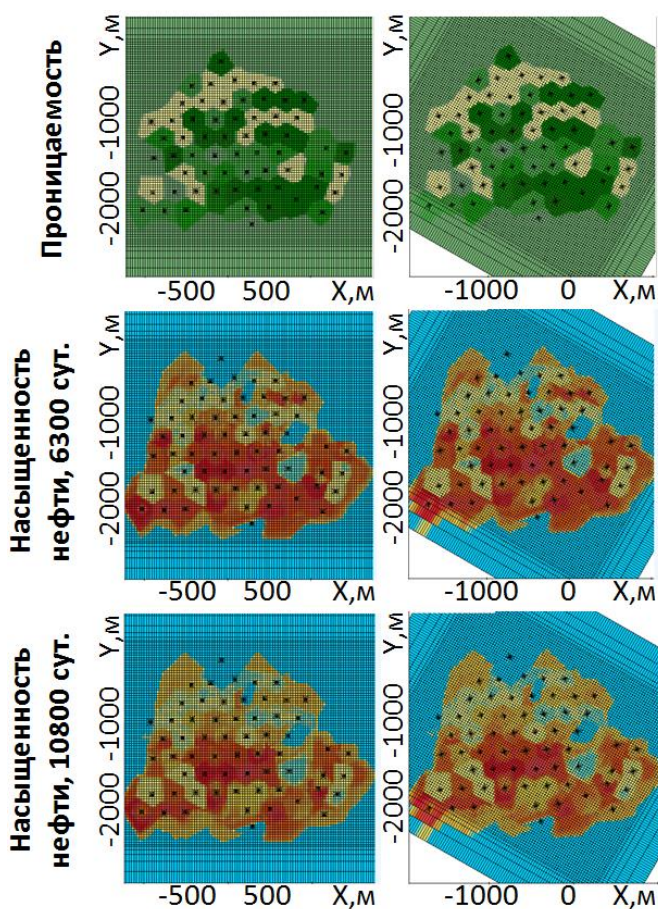 Проницаемость
Y,м
-1000
-2000
-500
500
X,м
Y,м
-1000
-2000
-1000
0
X,м
Насыщенность
нефти, 6300 сут.
Y,м
-1000
-2000
-500
500
X,м
Y,м
-1000
-2000
-1000
0
X,м
Насыщенность
нефти, 10800 сут.
Y,м
-1000
-2000
-500
500
X,м
Y,м
-1000
-2000
-1000
0
X,м